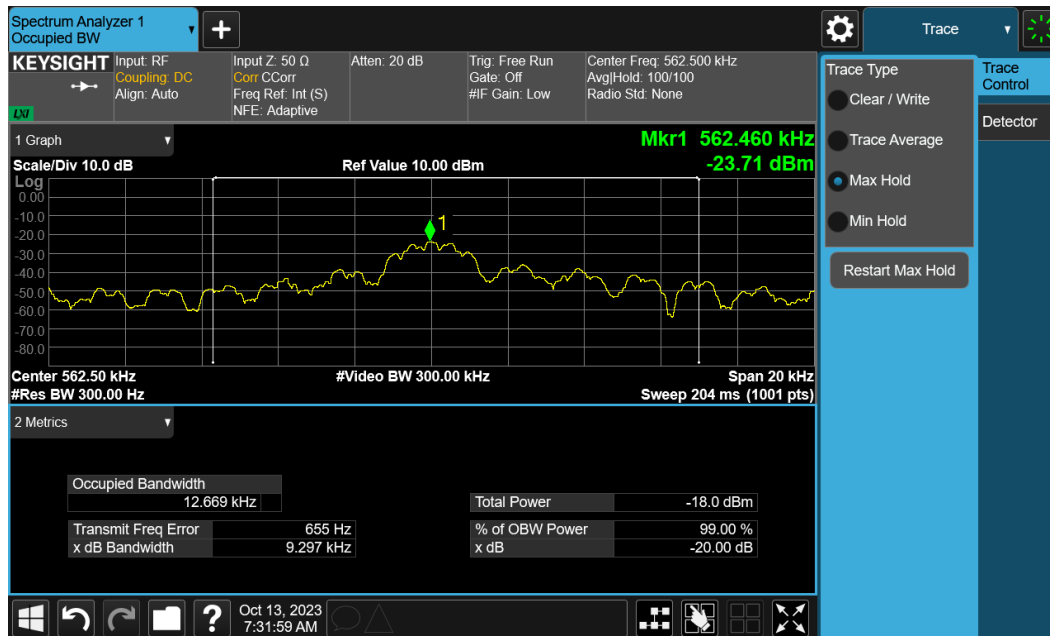 Spectrum Analyzer 1
Occupied BW
+
Trace
KEYSIGHT
LXI
Input: RF
Coupling: DC
Align: Auto
Input Z: 50 Ω
Corr CCorr
Freq Ref: Int (S)
NFE: Adaptive
Atten: 20 dB
Trig: Free Run
Gate: Off
#IF Gain: Low
Center Freq: 562.500 kHz
Avg|Hold: 100/100
Radio Std: None
Trace Type
Clear / Write
Trace Average
Max Hold
Min Hold
Restart Max Hold
Trace
Control
Detector
1 Graph
Mkr1 562.460 kHz
-23.71 dBm
Scale/Div 10.0 dB
Ref Value 10.00 dBm
Log
0.00
-10.0
-20.0
-30.0
-40.0
-50.0
-60.0
-70.0
-80.0
1
Center 562.50 kHz
#Video BW 300.00 kHz
Span 20 kHz
#Res BW 300.00 Hz
Sweep 204 ms (1001 pts)
2 Metrics
Occupied Bandwidth
12.669 kHz
Total Power -18.0 dBm
Transmit Freq Error 655 Hz
% of OBW Power 99.00 %
x dB Bandwidth 9.297 kHz
x dB -20.00 dB
?
Oct 13, 2023
7:31:59 AM